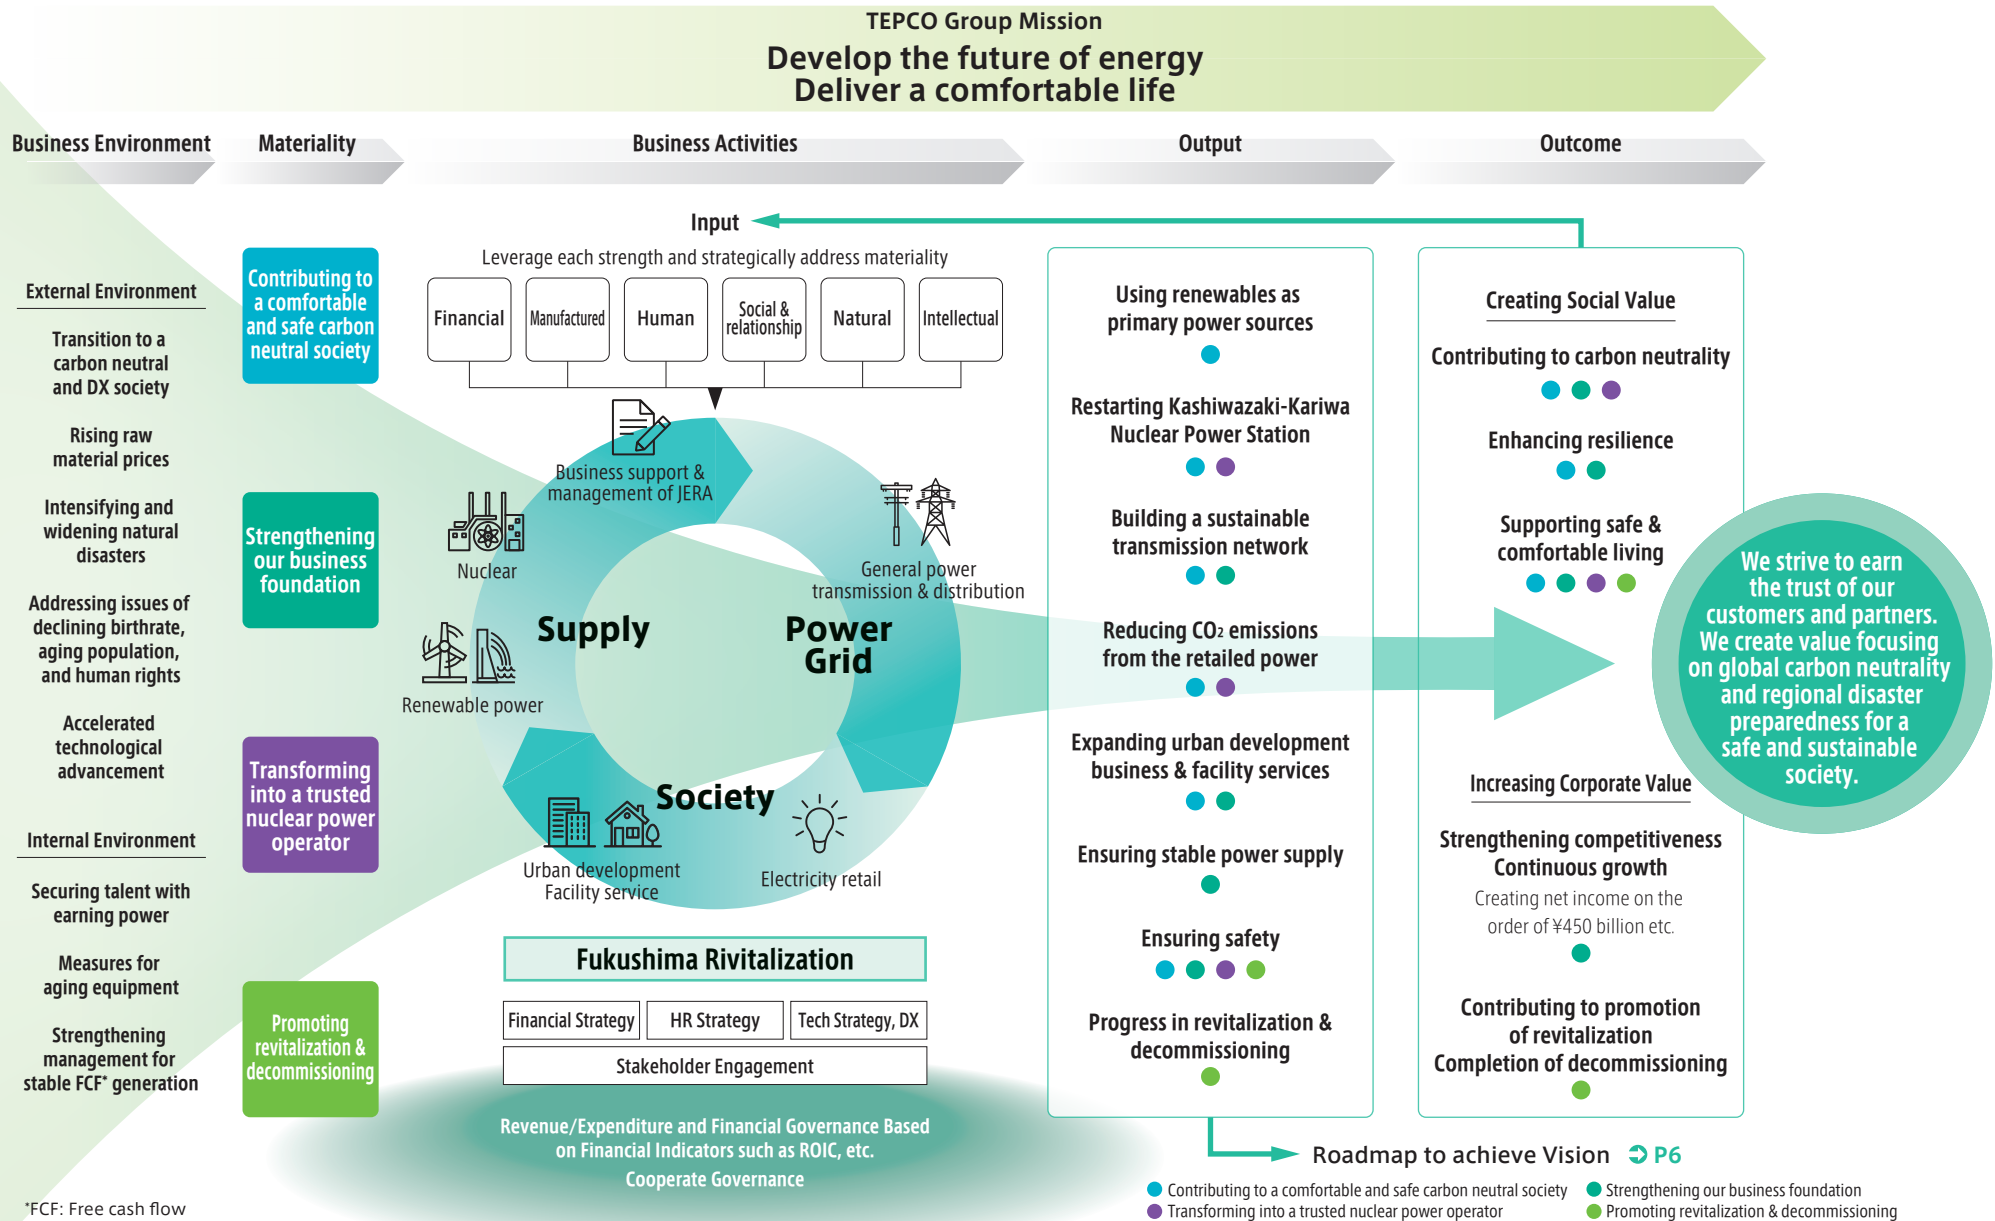 TEPCO Group Mission
Develop the future of energy
Deliver a comfortable life
Business Environment
Materiality
Business Activities
Output
Outcome
External Environment
Transition to a
carbon neutral
and DX society
Rising raw
material prices
Intensifying and
widening natural
disasters
Addressing issues of
declining birthrate,
aging population,
and human rights
Accelerated
technological
advancement
Internal Environment
Securing talent with
earning power
Measures for
aging equipment
Strengthening
management for
stable FCF* generation
*FCF: Free cash flow
Contributing to
a comfortable
and safe carbon
neutral society
Strengthening
our business
foundation
Transforming
into a trusted
nuclear power
operator
Promoting
revitalization &
decommissioning
Input
Leverage each strength and strategically address materiality
Financial
Manufactured
Human
Social &
relationship
Natural
Intellectual
Business support &
management of JERA
Nuclear
Renewable power
Supply
General power
transmission & distribution
Power
Grid
Society
Urban development
Facility service
Electricity retail
Fukushima Rivitalization
Financial Strategy
HR Strategy
Tech Strategy, DX
Stakeholder Engagement
Revenue/Expenditure and Financial Governance Based
on Financial Indicators such as ROIC, etc.
Cooperate Governance
Using renewables as
primary power sources
Restarting Kashiwazaki-Kariwa
Nuclear Power Station
Building a sustainable
transmission network
Reducing CO2 emissions
from the retailed power
Expanding urban development
business & facility services
Ensuring stable power supply
Ensuring safety
Progress in revitalization &
decommissioning
Creating Social Value
Contributing to carbon neutrality
Enhancing resilience
Supporting safe &
comfortable living
Increasing Corporate Value
Strengthening competitiveness
Continuous growth
Creating net income on the
order of ¥450 billion etc.
Contributing to promotion
of revitalization
Completion of decommissioning
We strive to earn
the trust of our
customers and partners.
We create value focusing
on global carbon neutrality
and regional disaster
preparedness for a
safe and sustainable
society.
Roadmap to achieve Vision P6
Contributing to a comfortable and safe carbon neutral society
Strengthening our business foundation
Transforming into a trusted nuclear power operator
Promoting revitalization & decommissioning